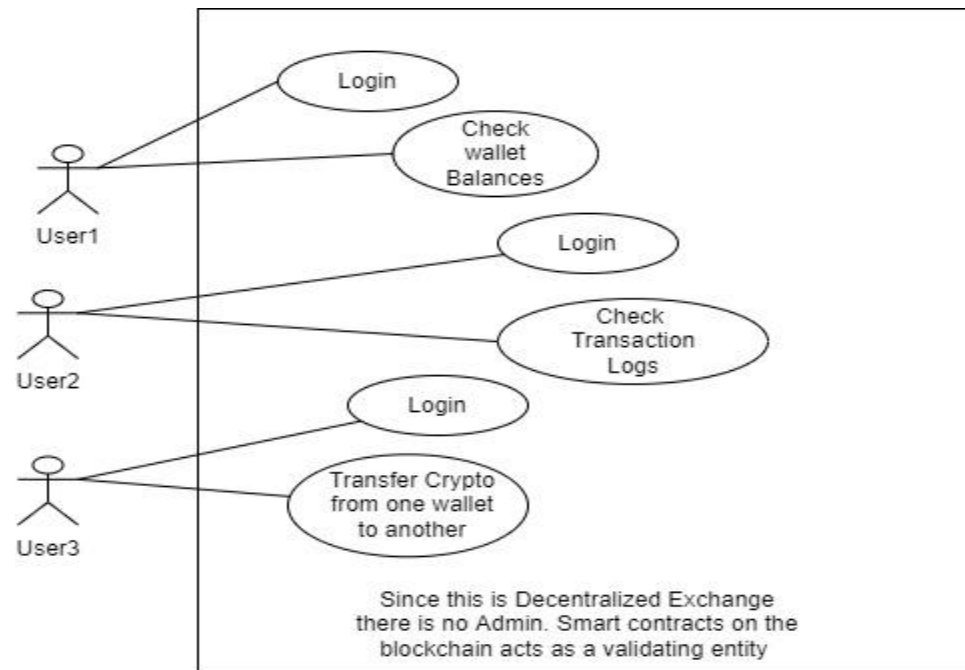 Login
Check
wallet
Balances
User1
Login
Check
Transaction
Logs
User2
Login
Transfer Crypto
from one wallet
to another
User3
Since this is Decentralized Exchange
there is no Admin. Smart contracts on the
blockchain acts as a validating entity